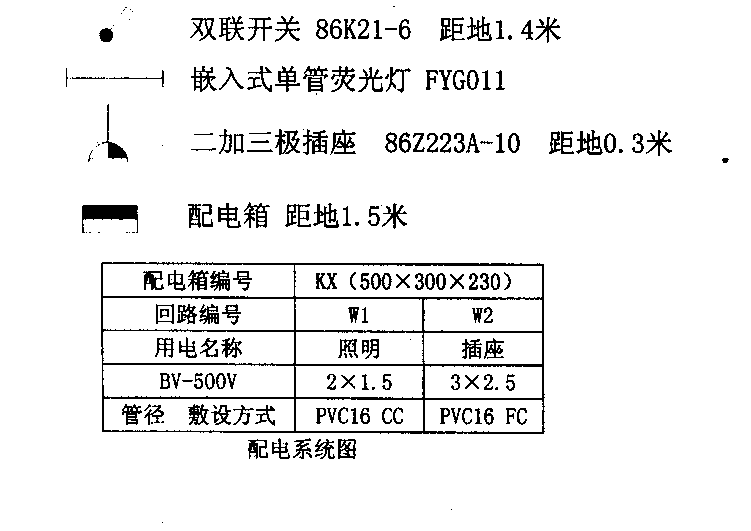 双联开关 86K21-6 距地1.4米
嵌入式单管荧光灯 FYG011
二加三极插座 86Z223A-10 距地0.3米
配电箱 距地1.5米
配电箱编号 KX(500×300×230)
回路编号 W1 W2
用电名称 照明 插座
BV-500V 2×1.5 3×2.5
管径 敷设方式 PVC16 CC PVC16 FC
配电系统图